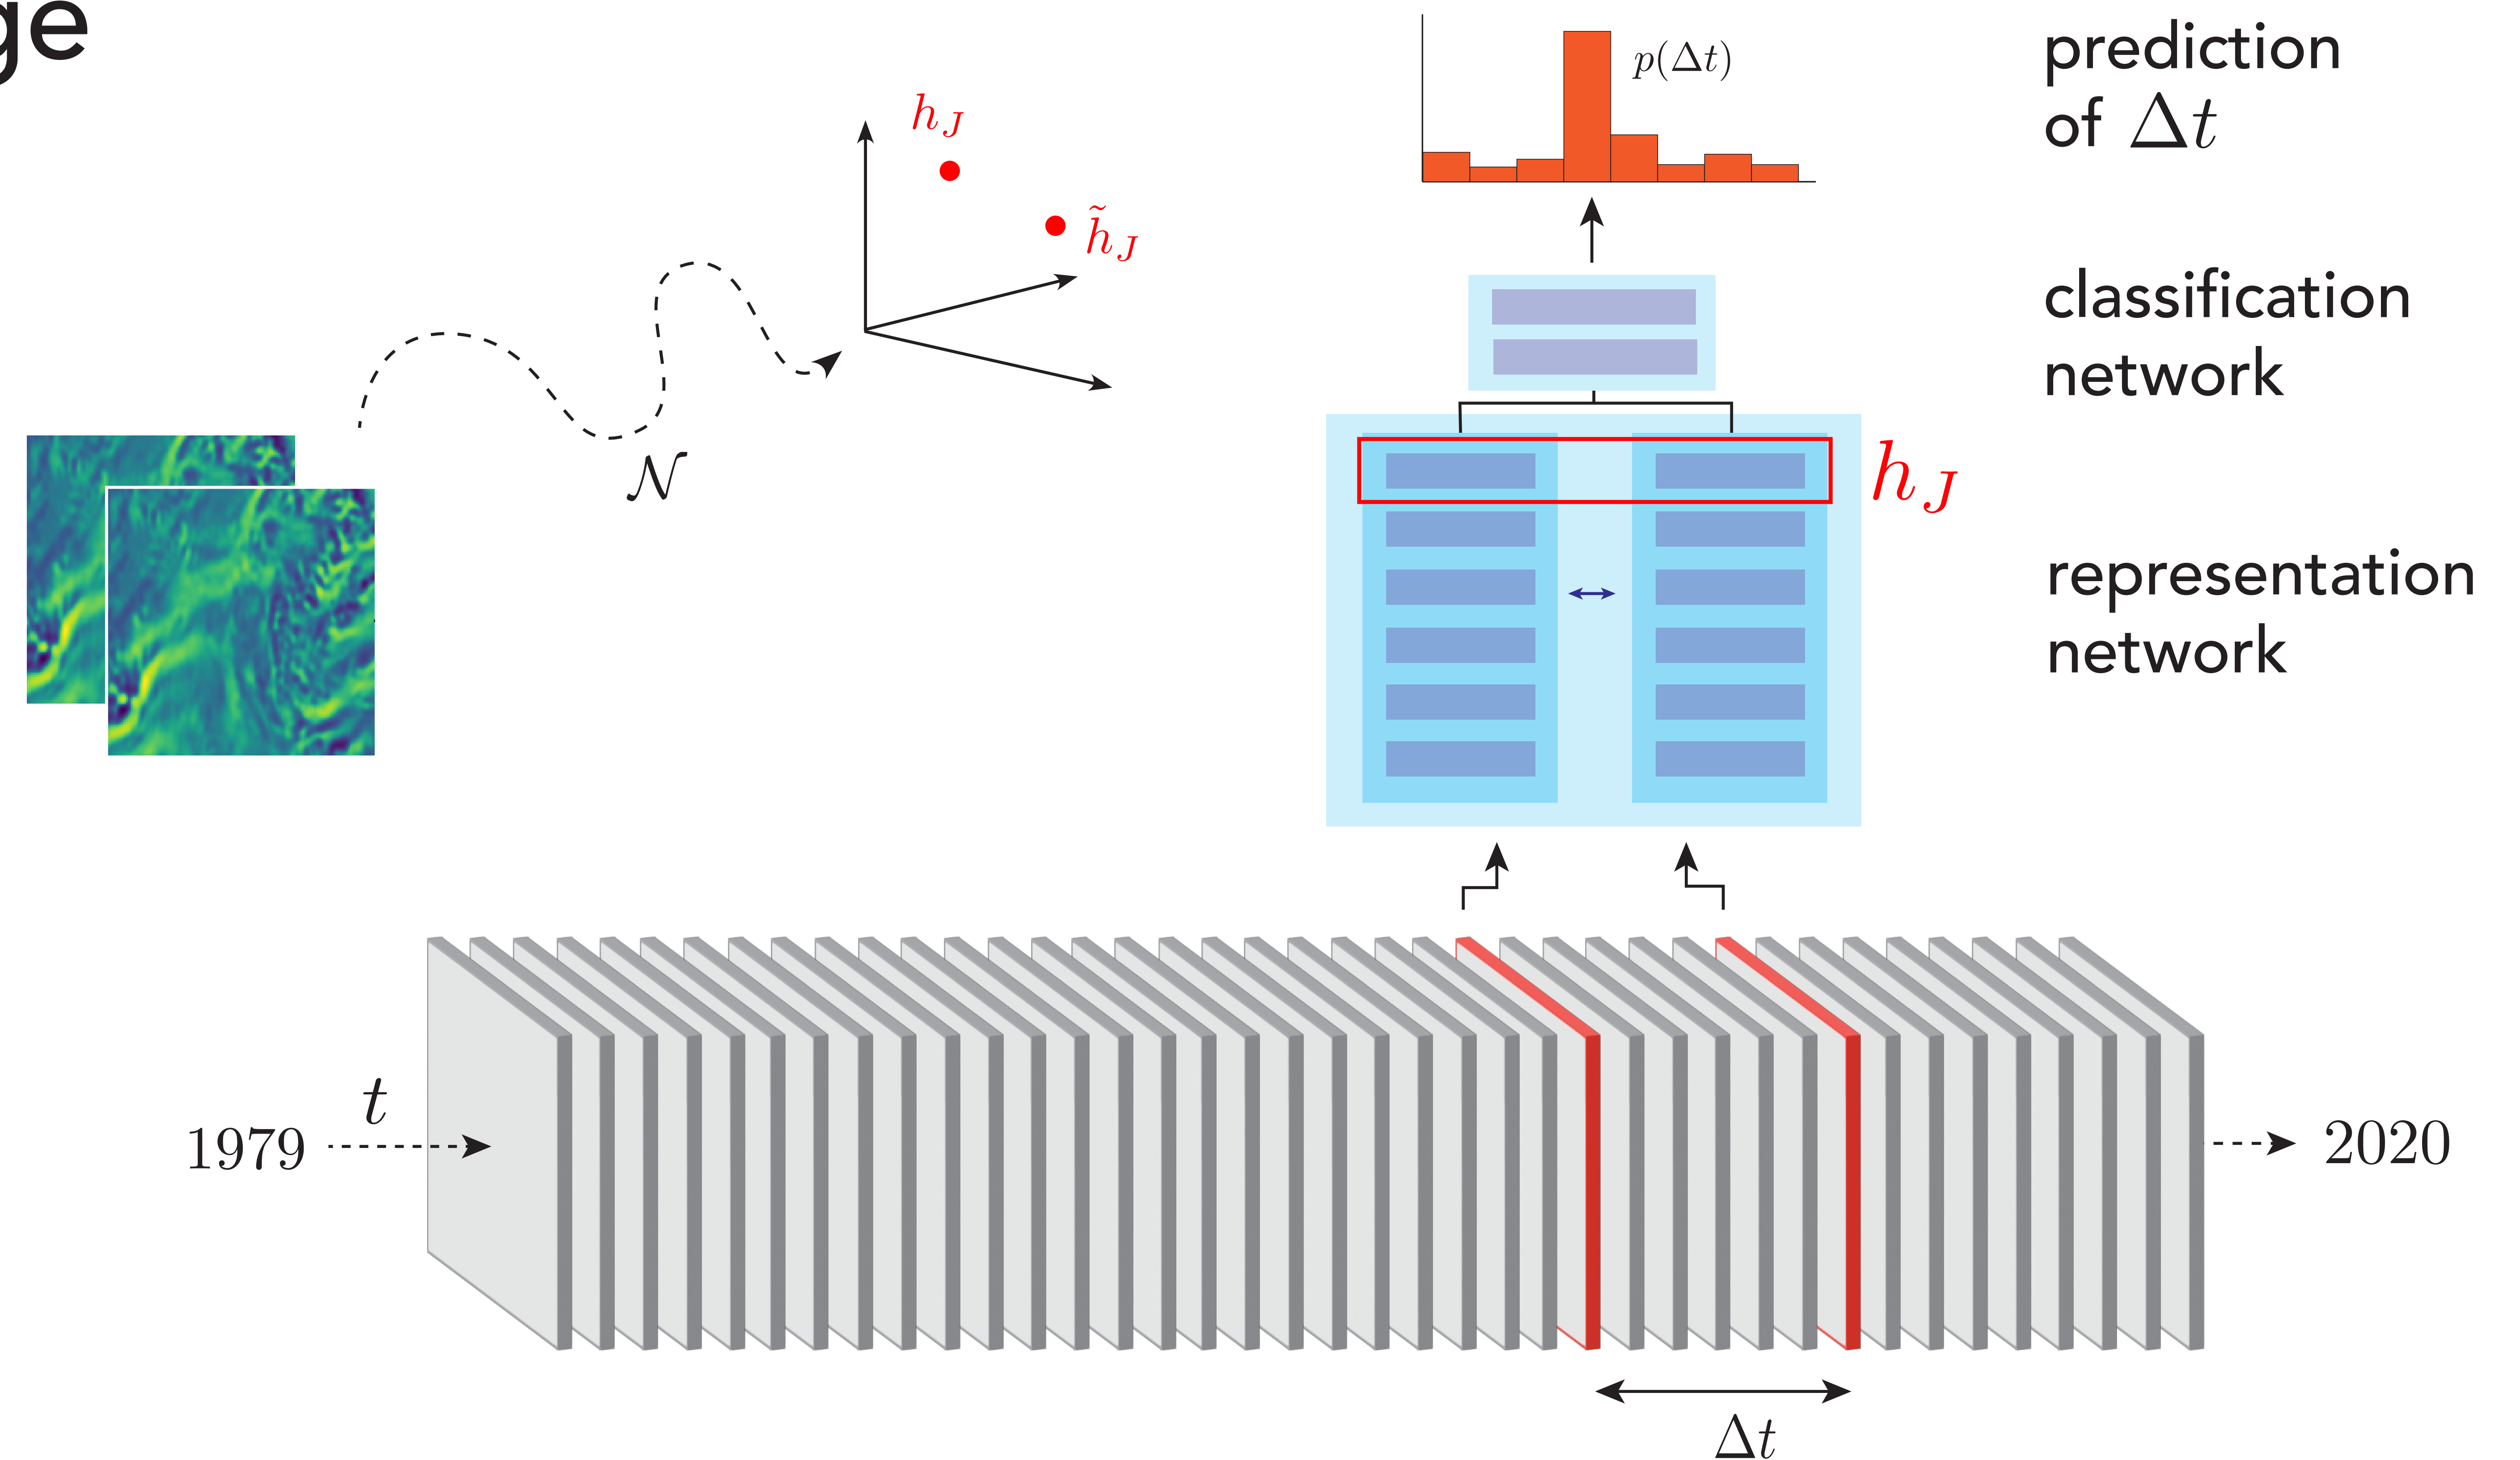 ge
p(Δt)
prediction
of Δt
h_J
h̃_J
classification
network
𝒩
h_J
representation
network
t
1979
2020
Δt